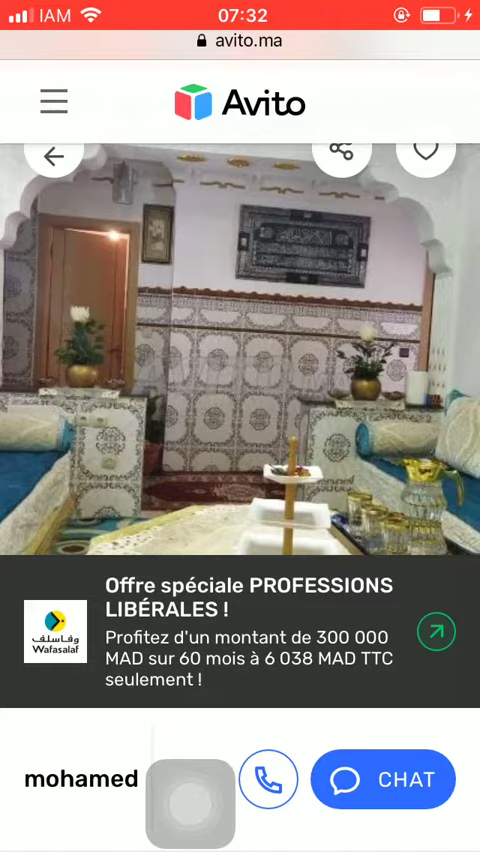 IAM
07:32
avito.ma
Avito
Offre spéciale PROFESSIONS
LIBÉRALES !
وفاسلف
Wafasalaf
Profitez d'un montant de 300 000
MAD sur 60 mois à 6 038 MAD TTC
seulement !
mohamed
CHAT